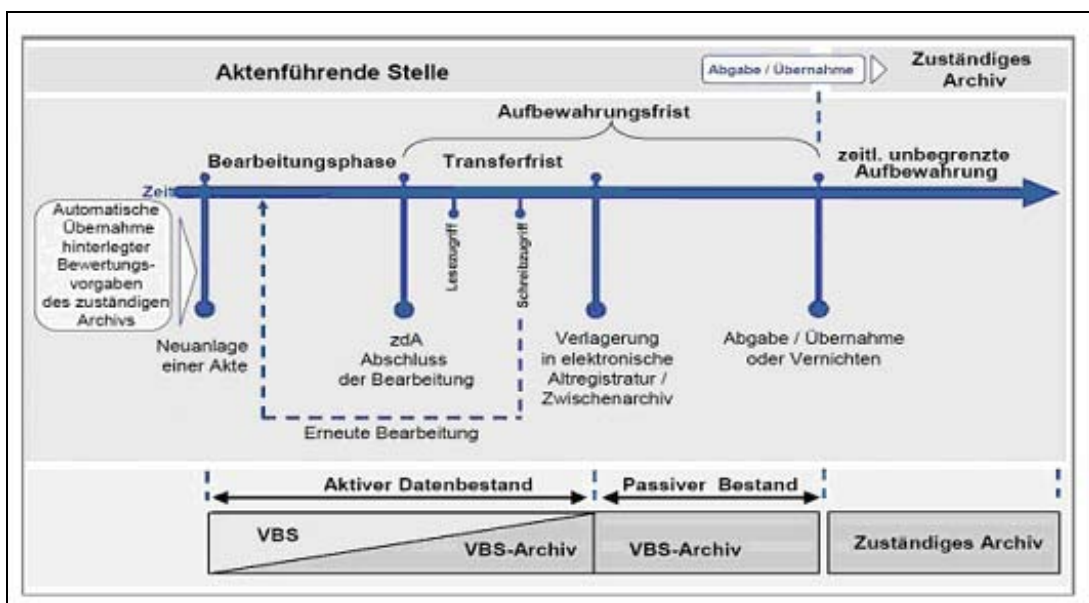 Aktenführende Stelle
Abgabe / Übernahme
Zuständiges
Archiv
Aufbewahrungsfrist
Bearbeitungsphase
Transferfrist
zeitl. unbegrenzte
Aufbewahrung
Zeit
Automatische
Übernahme
hinterlegter
Bewertungs-
vorgaben
des zuständigen
Archivs
Lesezugriff
Schreibzugriff
Neuanlage
einer Akte
zdA
Abschluss
der Bearbeitung
Verlagerung
in elektronische
Altregistratur /
Zwischenarchiv
Abgabe / Übernahme
oder Vernichten
Erneute Bearbeitung
Aktiver Datenbestand
Passiver Bestand
VBS
VBS-Archiv
VBS-Archiv
Zuständiges Archiv